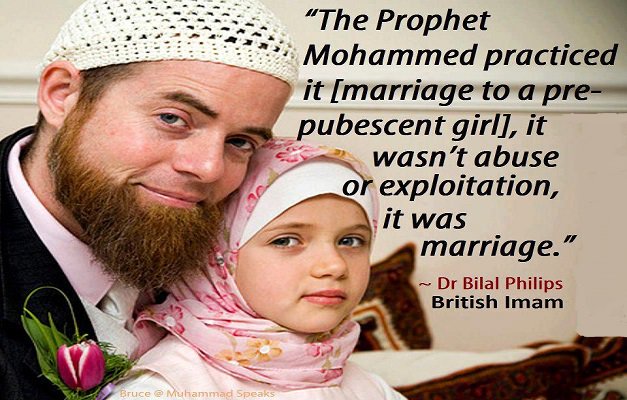 “The Prophet
Mohammed practiced
it [marriage to a pre-
pubescent girl], it
wasn’t abuse
or exploitation,
it was
marriage.”
~ Dr Bilal Philips
British Imam
Bruce @ Muhammad Speaks